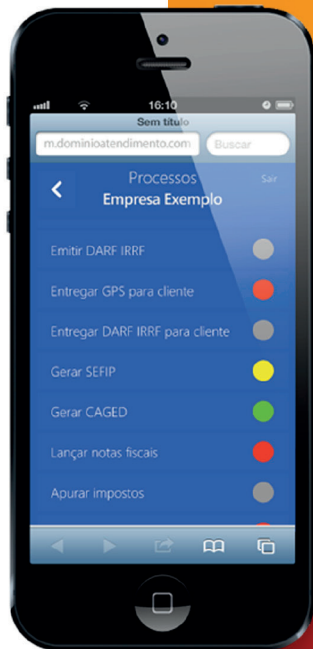 16:10
Sem título
m.dominioatendimento.com
Buscar
Processos
Sair
Empresa Exemplo
Emitir DARF IRRF
Entregar GPS para cliente
Entregar DARF IRRF para cliente
Gerar SEFIP
Gerar CAGED
Lançar notas fiscais
Apurar impostos